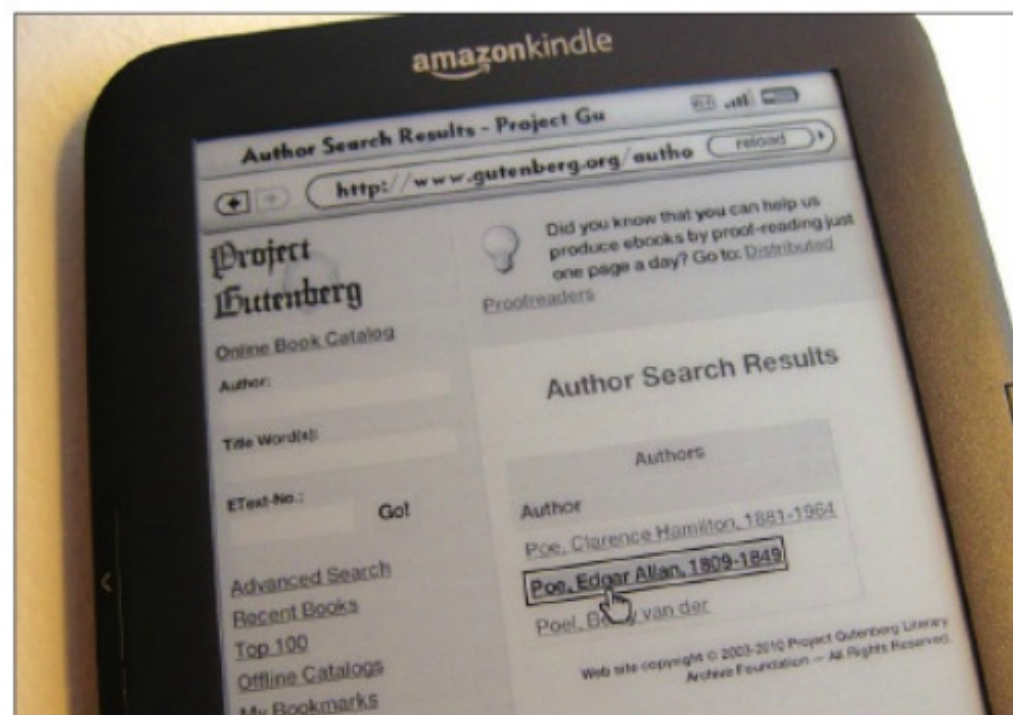 amazonkindle
Author Search Results - Project Gu
http://www.gutenberg.org/autho
reload
Project
Gutenberg
Online Book Catalog
Author:
Title Word(s):
EText-No.:
Go!
Advanced Search
Recent Books
Top 100
Offline Catalogs
My Bookmarks
Did you know that you can help us
produce ebooks by proof-reading just
one page a day? Go to: Distributed
Proofreaders
Author Search Results
Authors
Author
Poe, Clarence Hamilton, 1881-1964
Poe, Edgar Allan, 1809-1849
Poel, van der
Web site copyright © 2003-2010 Project Gutenberg Literary
Archive Foundation — All Rights Reserved.